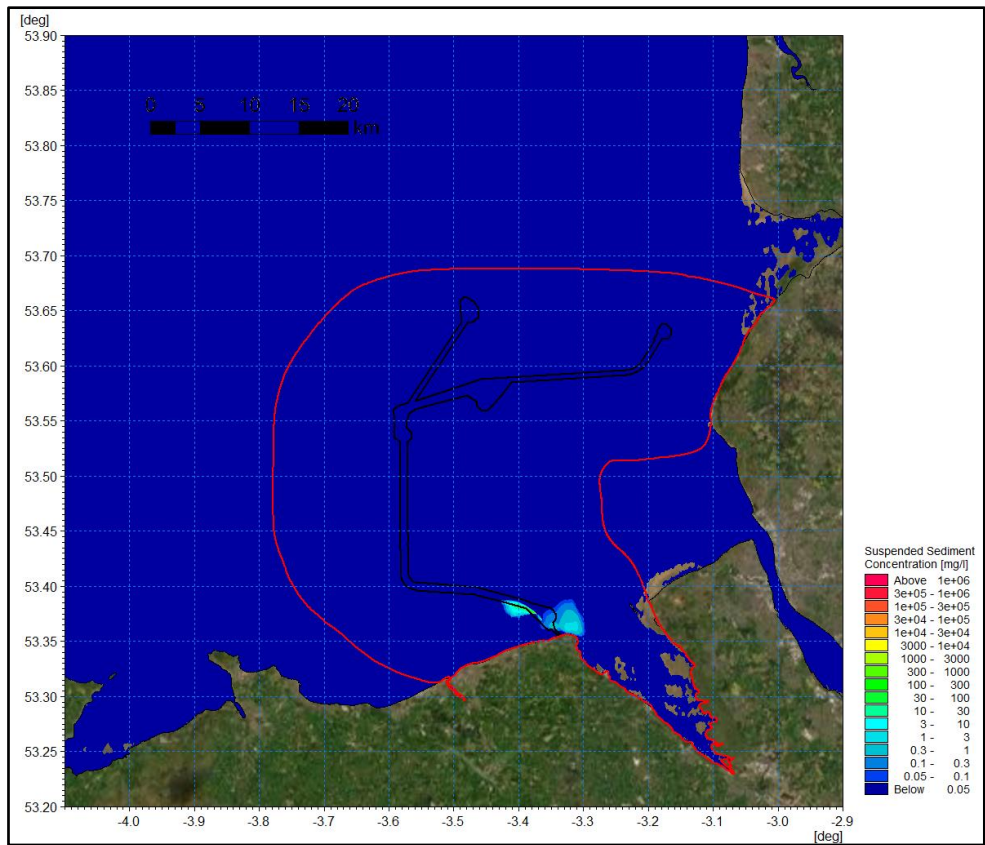 [deg]
53.90
53.85
0 5 10 15 20
km
53.80
53.75
53.70
53.65
53.60
53.55
53.50
53.45
53.40
53.35
53.30
53.25
53.20
-4.0 -3.9 -3.8 -3.7 -3.6 -3.5 -3.4 -3.3 -3.2 -3.1 -3.0 -2.9
[deg]
Suspended Sediment
Concentration [mg/l]
Above 1e+06
3e+05 - 1e+06
1e+05 - 3e+05
3e+04 - 1e+05
1e+04 - 3e+04
3000 - 1e+04
1000 - 3000
300 - 1000
100 - 300
30 - 100
10 - 30
3 - 10
1 - 3
0.3 - 1
0.1 - 0.3
0.05 - 0.1
Below 0.05